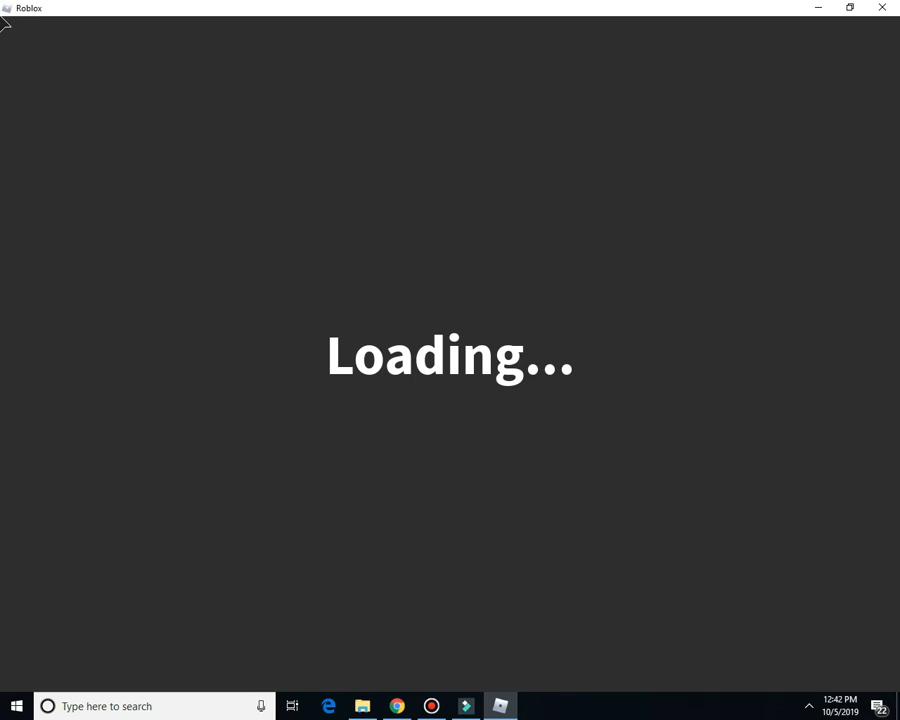 Roblox
Loading...
Type here to search
12:42 PM
10/5/2019
22